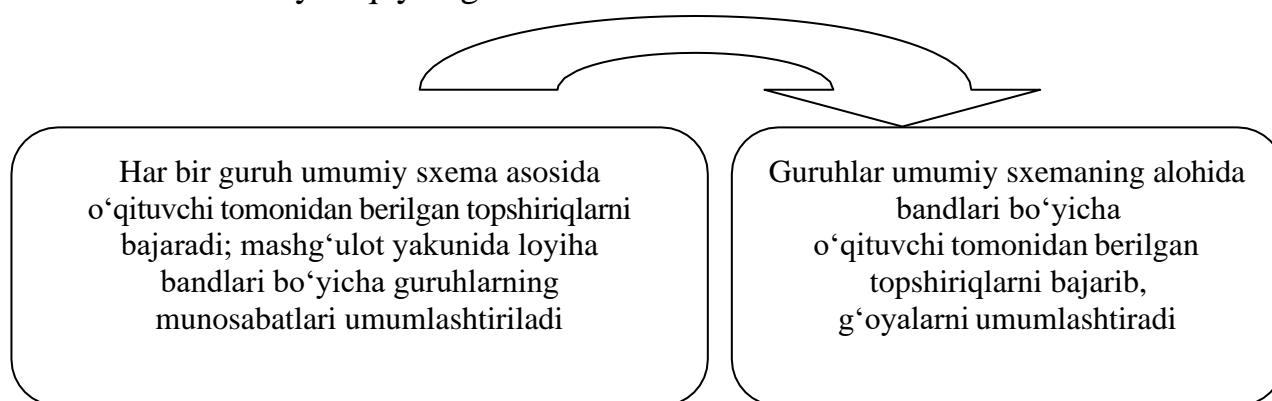 Har bir guruh umumiy sxema asosida
o‘qituvchi tomonidan berilgan topshiriqlarni
bajaradi; mashg‘ulot yakunida loyiha
bandlari bo‘yicha guruhlarning
munosabatlari umumlashtiriladi
Guruhlar umumiy sxemaning alohida
bandlari bo‘yicha
o‘qituvchi tomonidan berilgan
topshiriqlarni bajarib,
g‘oyalarni umumlashtiradi